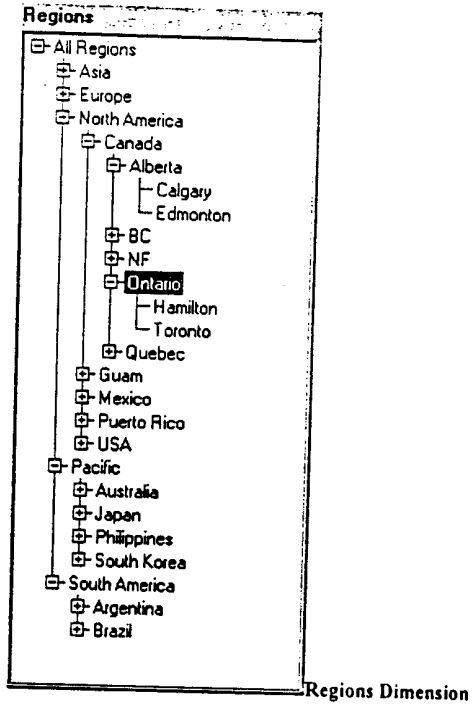 Regions
All Regions
Asia
Europe
North America
Canada
Alberta
Calgary
Edmonton
BC
NF
Ontario
Hamilton
Toronto
Quebec
Guam
Mexico
Puerto Rico
USA
Pacific
Australia
Japan
Philippines
South Korea
South America
Argentina
Brazil
Regions Dimension